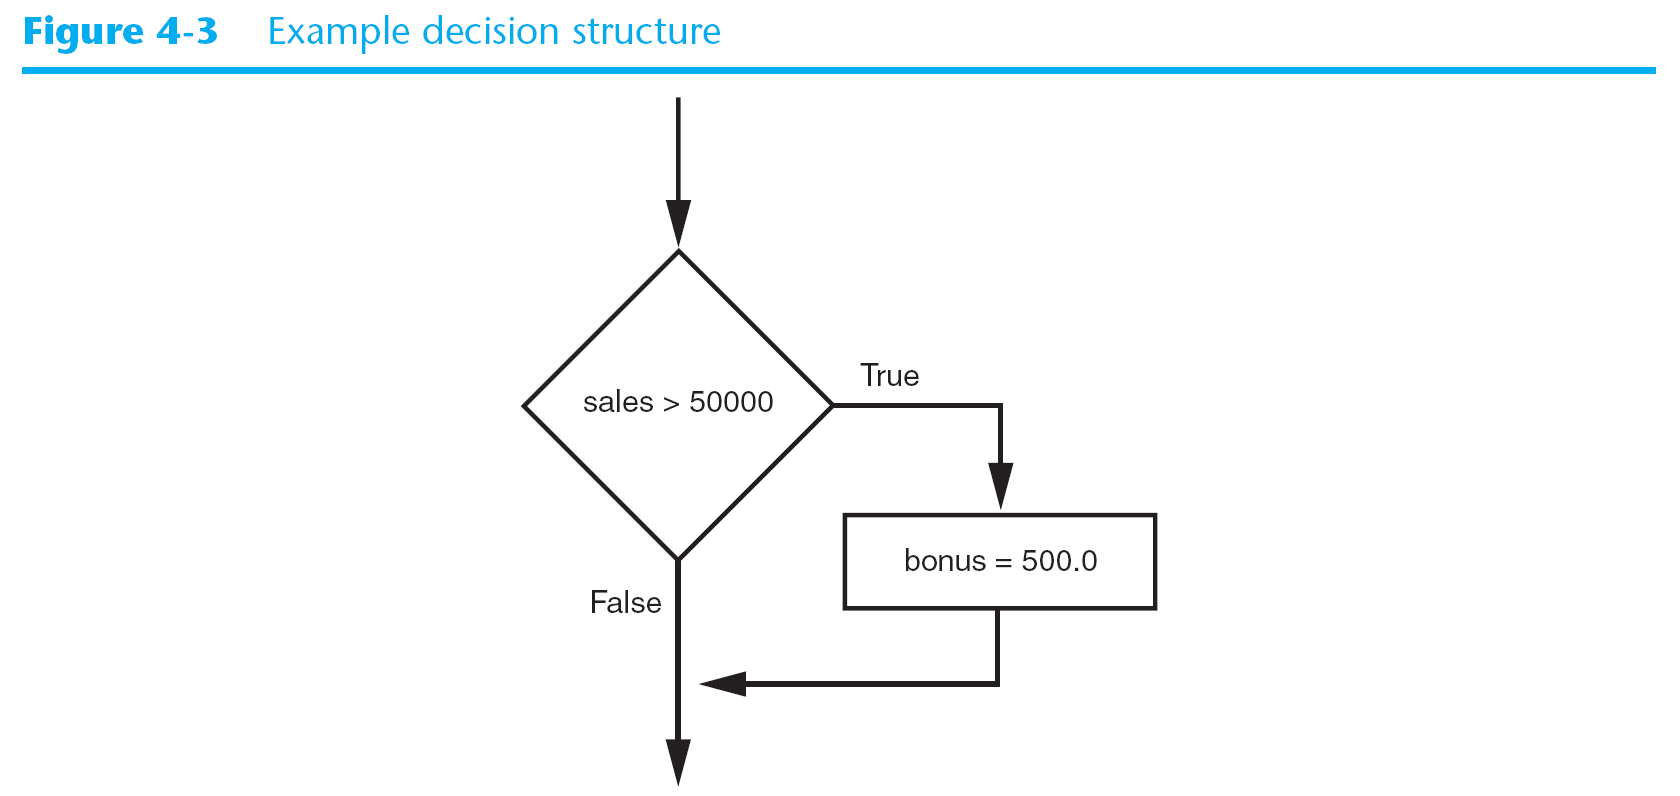 Figure 4-3 Example decision structure
sales > 50000
True
bonus = 500.0
False